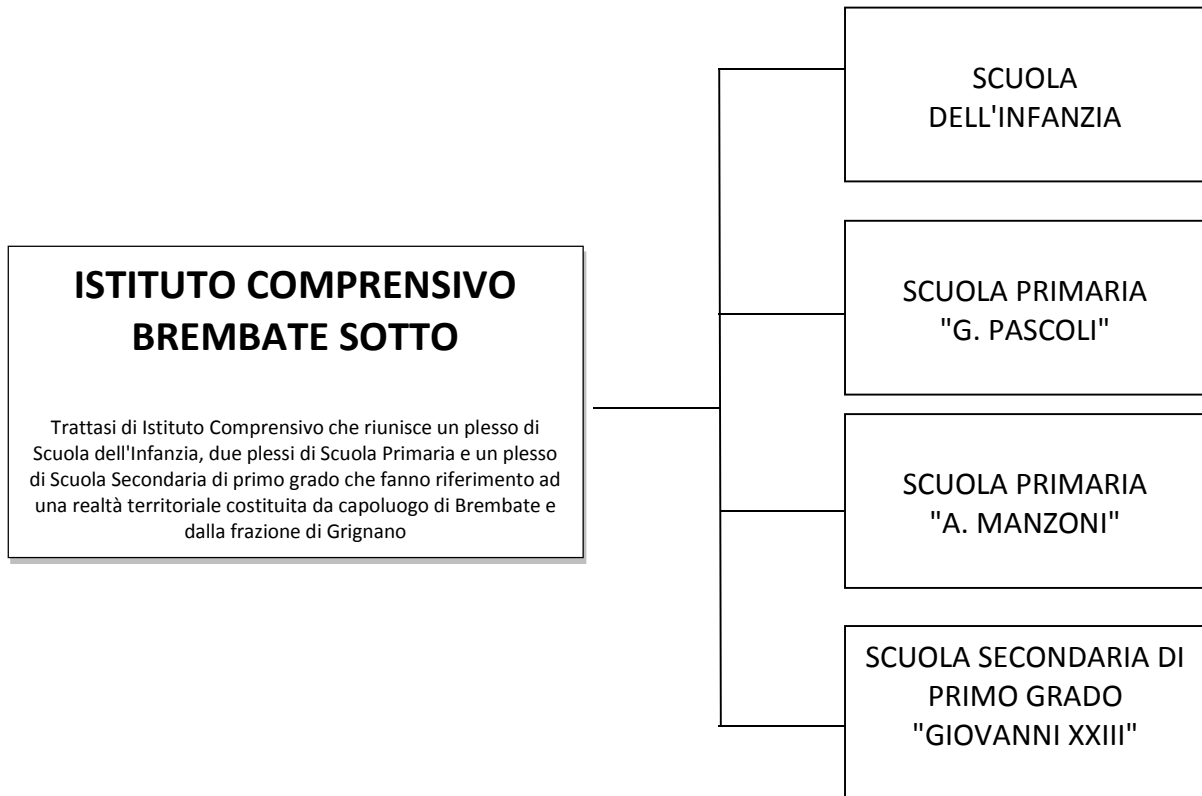 SCUOLA
DELL'INFANZIA
ISTITUTO COMPRENSIVO
BREMBATE SOTTO
Trattasi di Istituto Comprensivo che riunisce un plesso di
Scuola dell'Infanzia, due plessi di Scuola Primaria e un plesso
di Scuola Secondaria di primo grado che fanno riferimento ad
una realtà territoriale costituita da capoluogo di Brembate e
dalla frazione di Grignano
SCUOLA PRIMARIA
"G. PASCOLI"
SCUOLA PRIMARIA
"A. MANZONI"
SCUOLA SECONDARIA DI
PRIMO GRADO
"GIOVANNI XXIII"